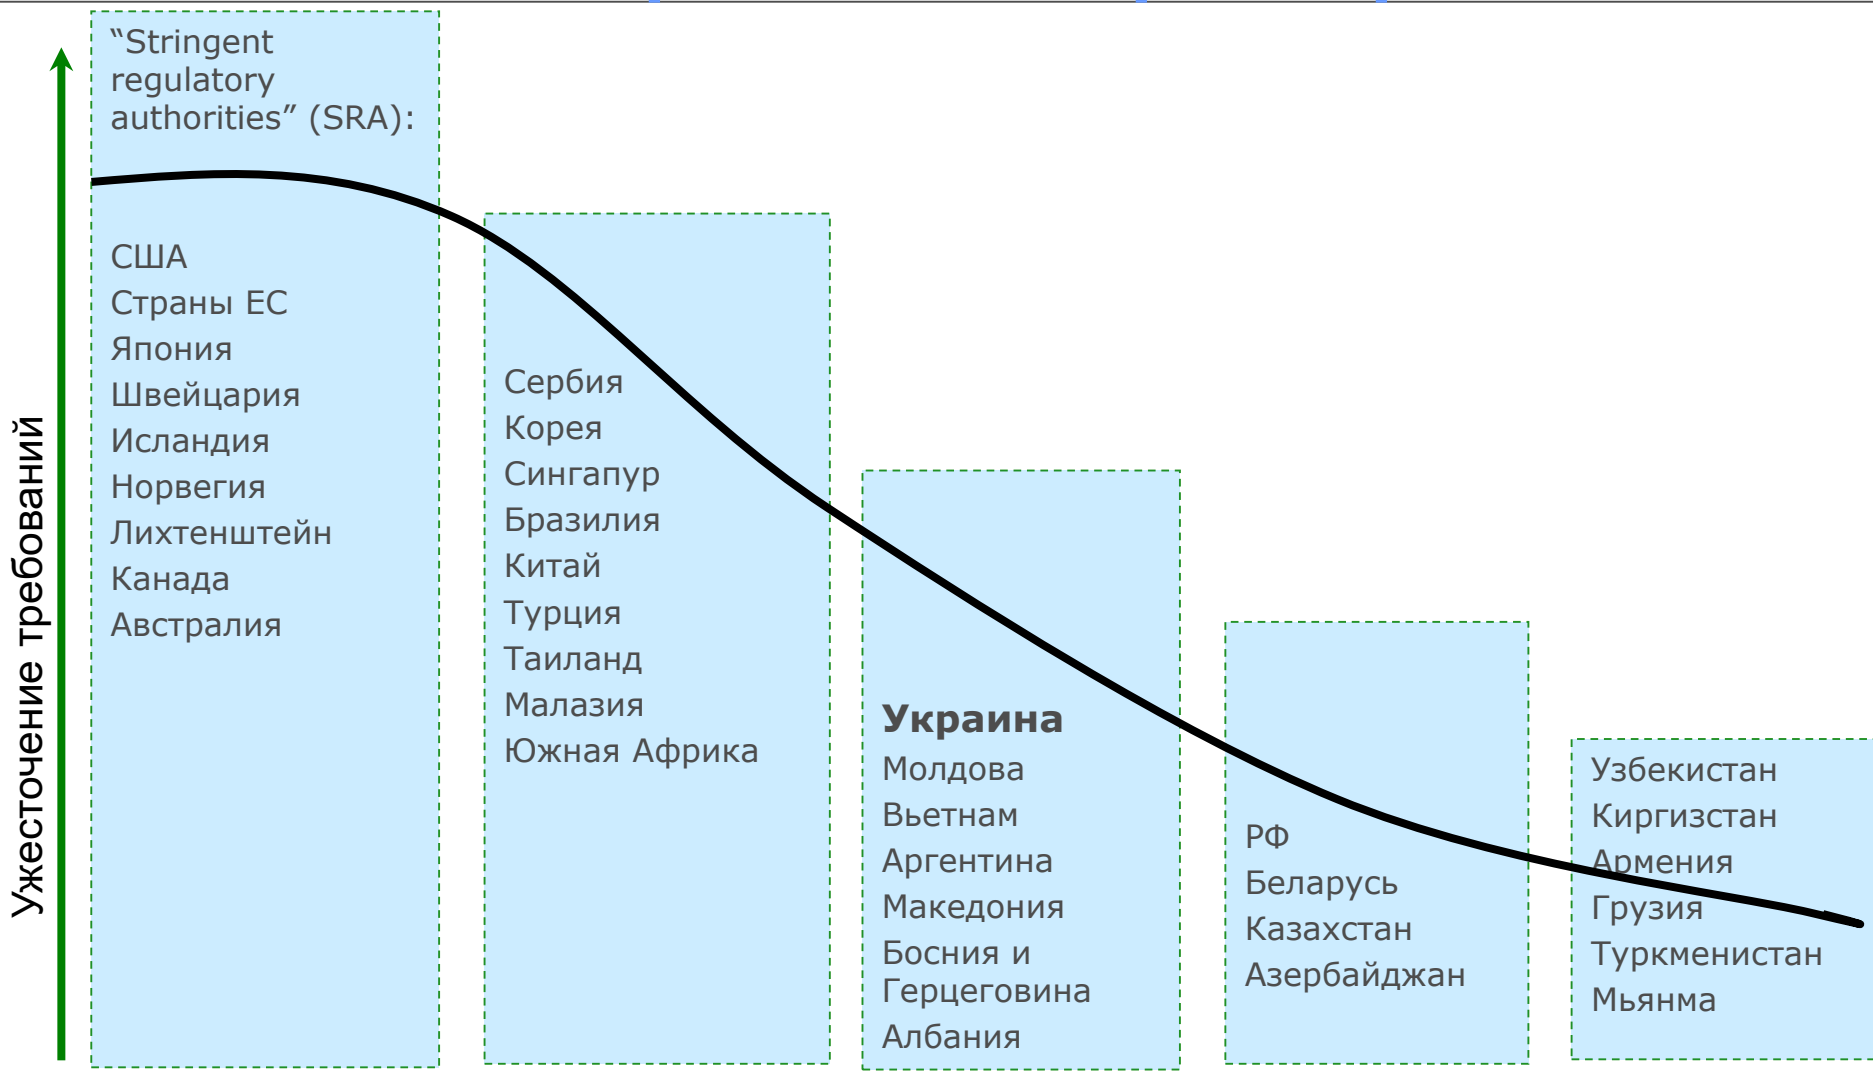 “Stringent
regulatory
authorities” (SRA):
США
Страны ЕС
Япония
Швейцария
Исландия
Норвегия
Лихтенштейн
Канада
Австралия
Сербия
Корея
Сингапур
Бразилия
Китай
Турция
Таиланд
Малазия
Южная Африка
Украина
Молдова
Вьетнам
Аргентина
Македония
Босния и
Герцеговина
Албания
РФ
Беларусь
Казахстан
Азербайджан
Узбекистан
Киргизстан
Армения
Грузия
Туркменистан
Мьянма
Ужесточение требований